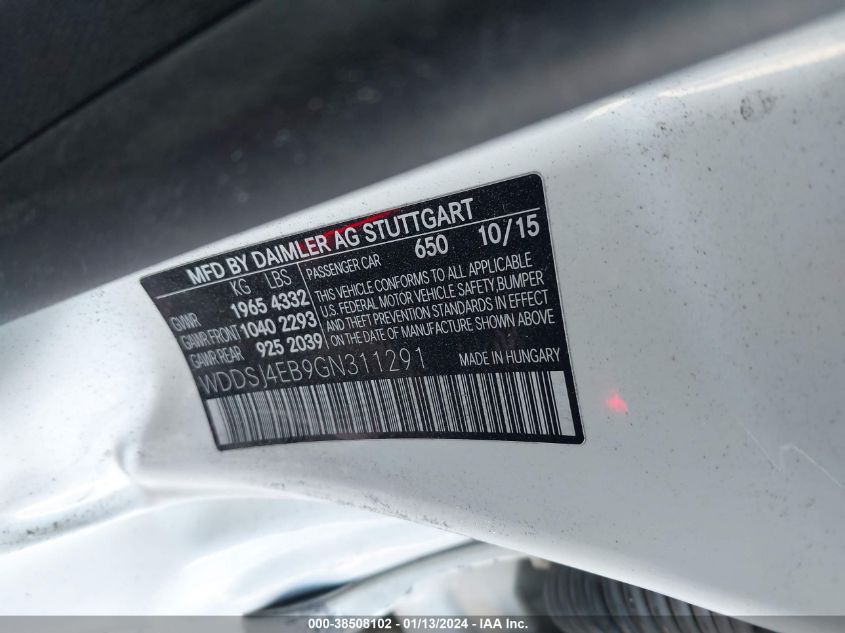 MFD BY DAIMLER AG STUTTGART
KG LBS
GVWR 1965 4332
GAWR FRONT 1040 2293
GAWR REAR 925 2039
PASSENGER CAR 650 10/15
THIS VEHICLE CONFORMS TO ALL APPLICABLE
U.S. FEDERAL MOTOR VEHICLE SAFETY, BUMPER
AND THEFT PREVENTION STANDARDS IN EFFECT
ON THE DATE OF MANUFACTURE SHOWN ABOVE
WDDSJ4EB9GN311291
MADE IN HUNGARY
000-38508102 - 01/13/2024 - IAA Inc.